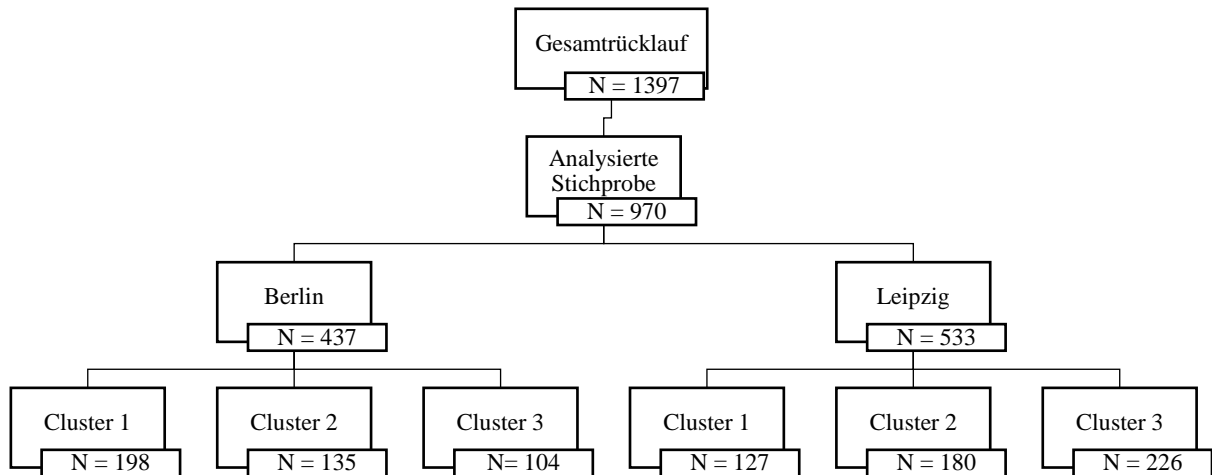 Gesamtrücklauf
N = 1397
Analysierte
Stichprobe
N = 970
Berlin
N = 437
Leipzig
N = 533
Cluster 1
N = 198
Cluster 2
N = 135
Cluster 3
N= 104
Cluster 1
N = 127
Cluster 2
N = 180
Cluster 3
N = 226